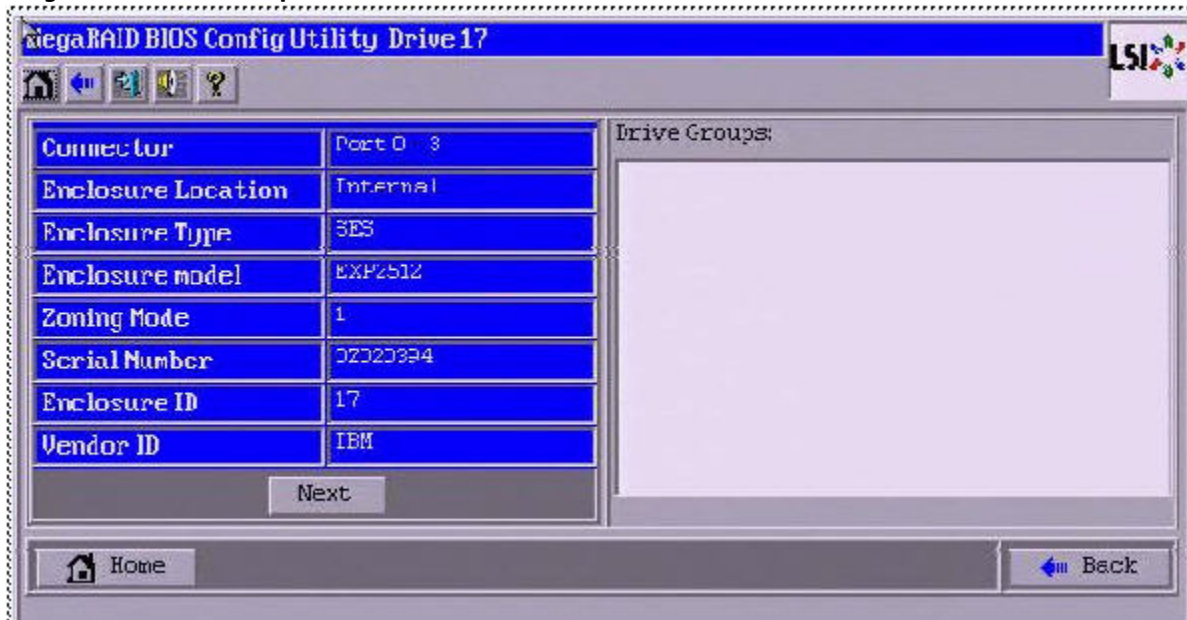 MegaRAID BIOS Config Utility Drive 17
LSI
Connector Port 0 - 3
Enclosure Location Internal
Enclosure Type SES
Enclosure model EXP2512
Zoning Mode 1
Serial Number
Enclosure ID 17
Vendor ID IBM
Next
Drive Groups:
Home
Back